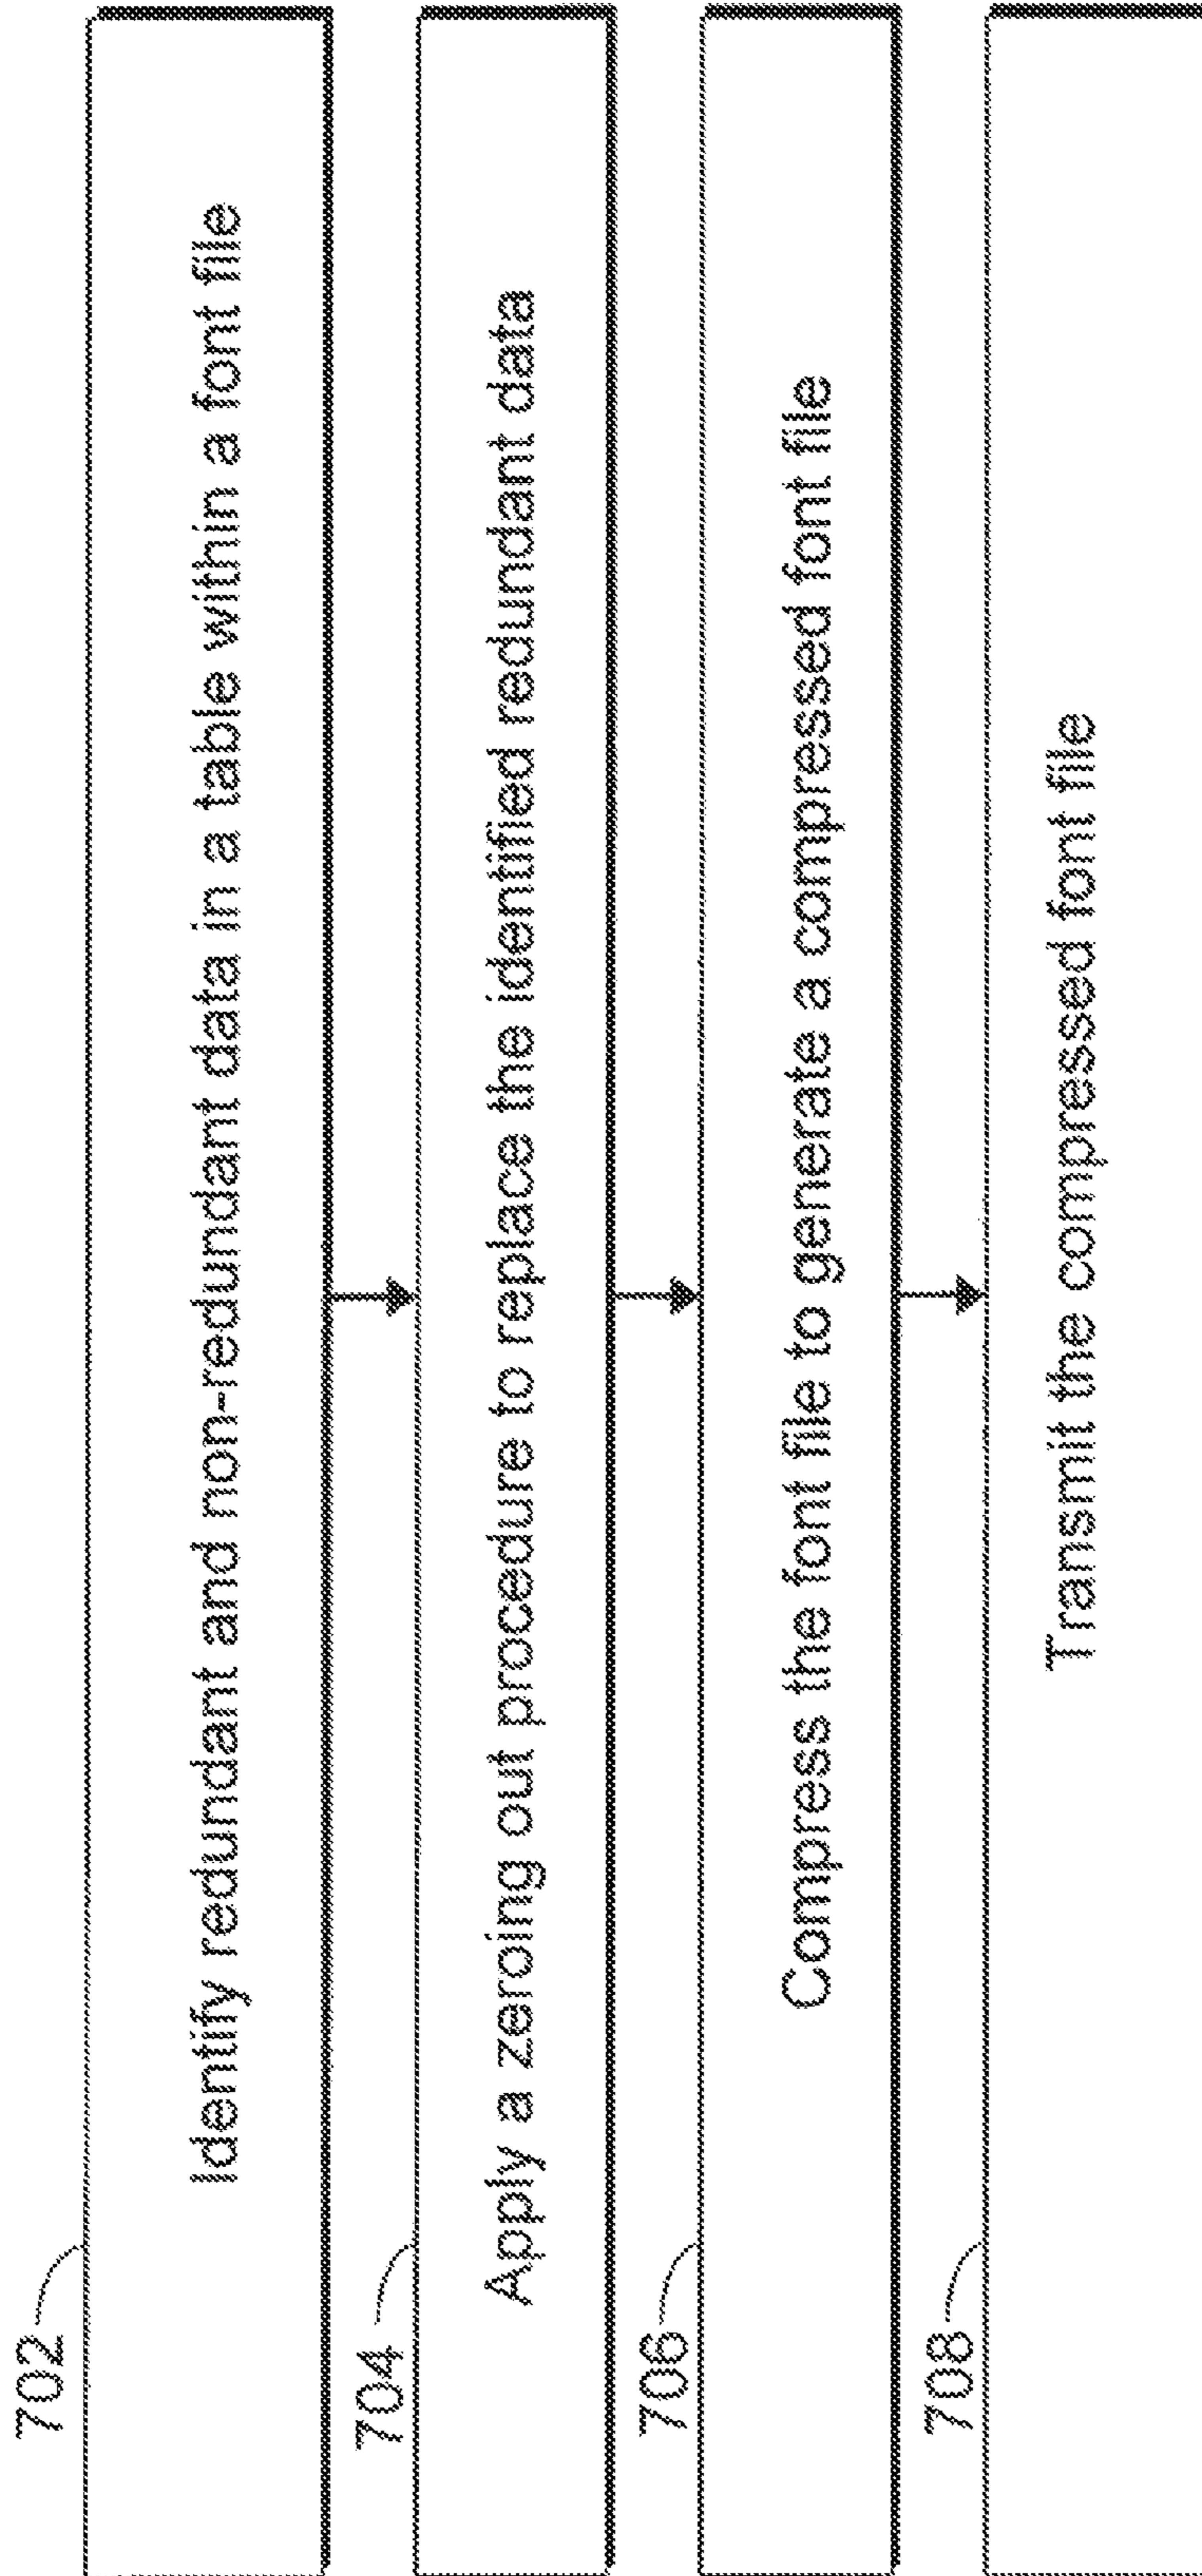 702
Identify redundant and non-redundant data in a table within a font file
704
Apply a zeroing out procedure to replace the identified redundant data
706
Compress the font file to generate a compressed font file
708
Transmit the compressed font file